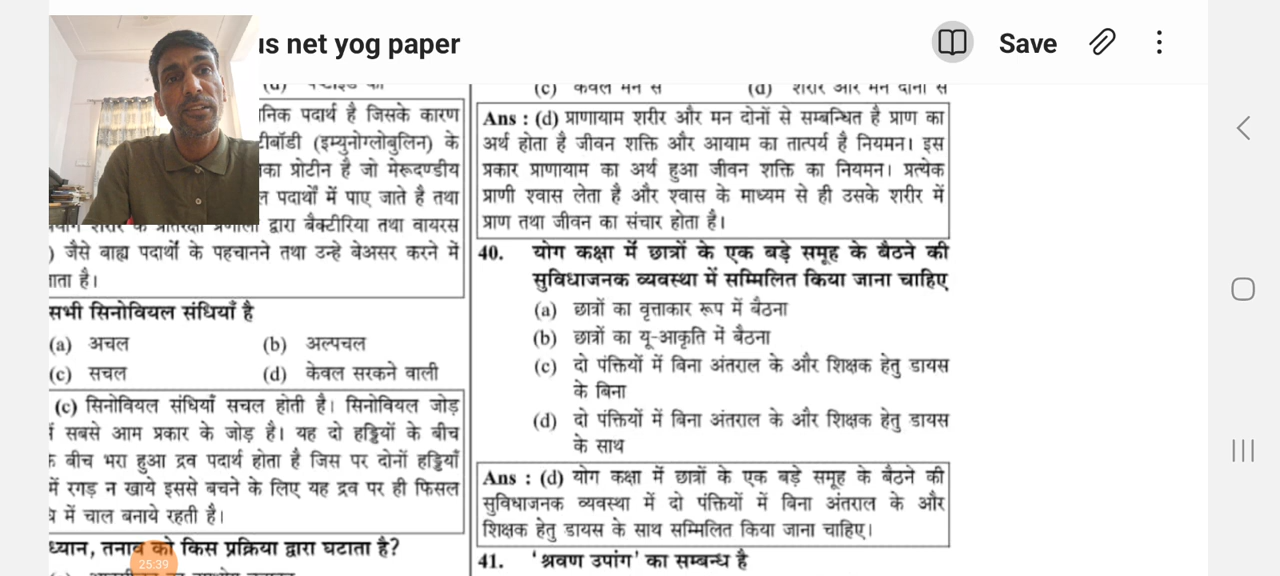 us net yog paper
Save
(c) केवल मन से (d) शरीर और मन दोनों से
निक पदार्थ है जिसके कारण
टीबॉडी (इम्युनोग्लोबुलिन) के
का प्रोटीन है जो मेरूदण्डीय
ल पदार्थों में पाए जाते है तथा
शरीर के प्रतिरक्षा प्रणाली द्वारा बैक्टीरिया तथा वायरस
) जैसे बाह्य पदार्थों के पहचानने तथा उन्हे बेअसर करने में
ाता है।
सभी सिनोवियल संधियाँ है
(a) अचल (b) अल्पचल
(c) सचल (d) केवल सरकने वाली
(c) सिनोवियल संधियाँ सचल होती है। सिनोवियल जोड़
में सबसे आम प्रकार के जोड़ है। यह दो हड्डियों के बीच
के बीच भरा हुआ द्रव पदार्थ होता है जिस पर दोनों हड्डियाँ
में रगड़ न खाये इससे बचने के लिए यह द्रव पर ही फिसल
में चाल बनाये रहती है।
ध्यान, तनाव को किस प्रक्रिया द्वारा घटाता है?
25:39
Ans : (d) प्राणायाम शरीर और मन दोनों से सम्बन्धित है प्राण का
अर्थ होता है जीवन शक्ति और आयाम का तात्पर्य है नियमन। इस
प्रकार प्राणायाम का अर्थ हुआ जीवन शक्ति का नियमन। प्रत्येक
प्राणी श्वास लेता है और श्वास के माध्यम से ही उसके शरीर में
प्राण तथा जीवन का संचार होता है।
40. योग कक्षा में छात्रों के एक बड़े समूह के बैठने की
सुविधाजनक व्यवस्था में सम्मिलित किया जाना चाहिए
(a) छात्रों का वृत्ताकार रूप में बैठना
(b) छात्रों का यू-आकृति में बैठना
(c) दो पंक्तियों में बिना अंतराल के और शिक्षक हेतु डायस
के बिना
(d) दो पंक्तियों में बिना अंतराल के और शिक्षक हेतु डायस
के साथ
Ans : (d) योग कक्षा में छात्रों के एक बड़े समूह के बैठने की
सुविधाजनक व्यवस्था में दो पंक्तियों में बिना अंतराल के और
शिक्षक हेतु डायस के साथ सम्मिलित किया जाना चाहिए।
41. 'श्रवण उपांग' का सम्बन्ध है